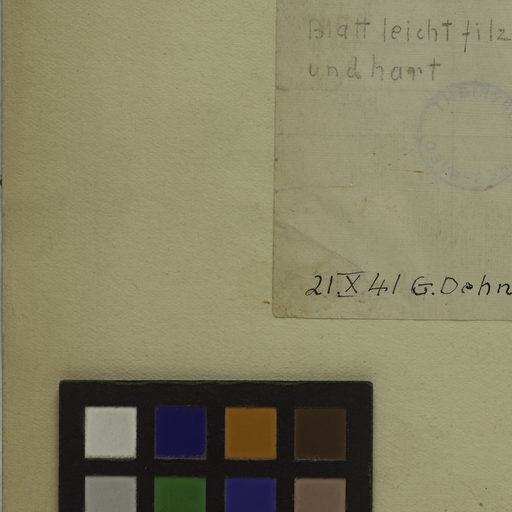 Blatt leicht filz
und hart
21.X 41 G. Dehn